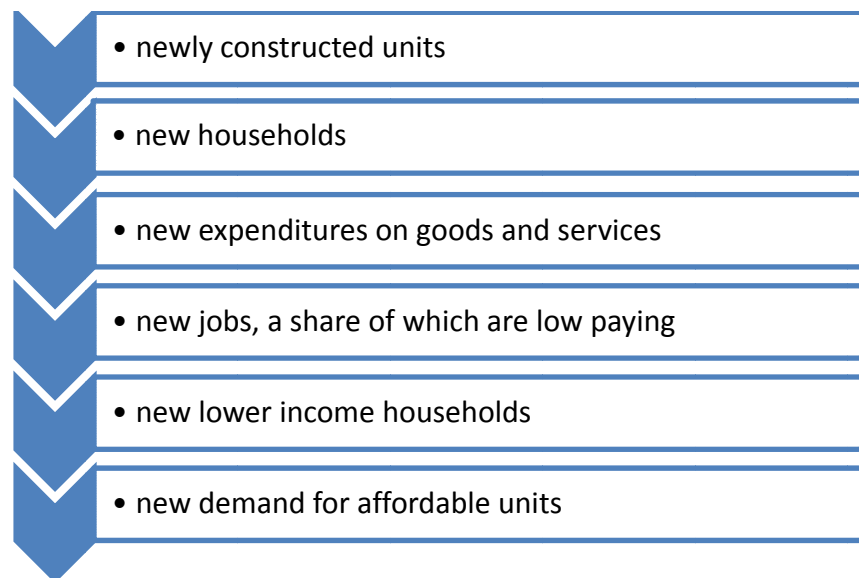 • newly constructed units
• new households
• new expenditures on goods and services
• new jobs, a share of which are low paying
• new lower income households
• new demand for affordable units